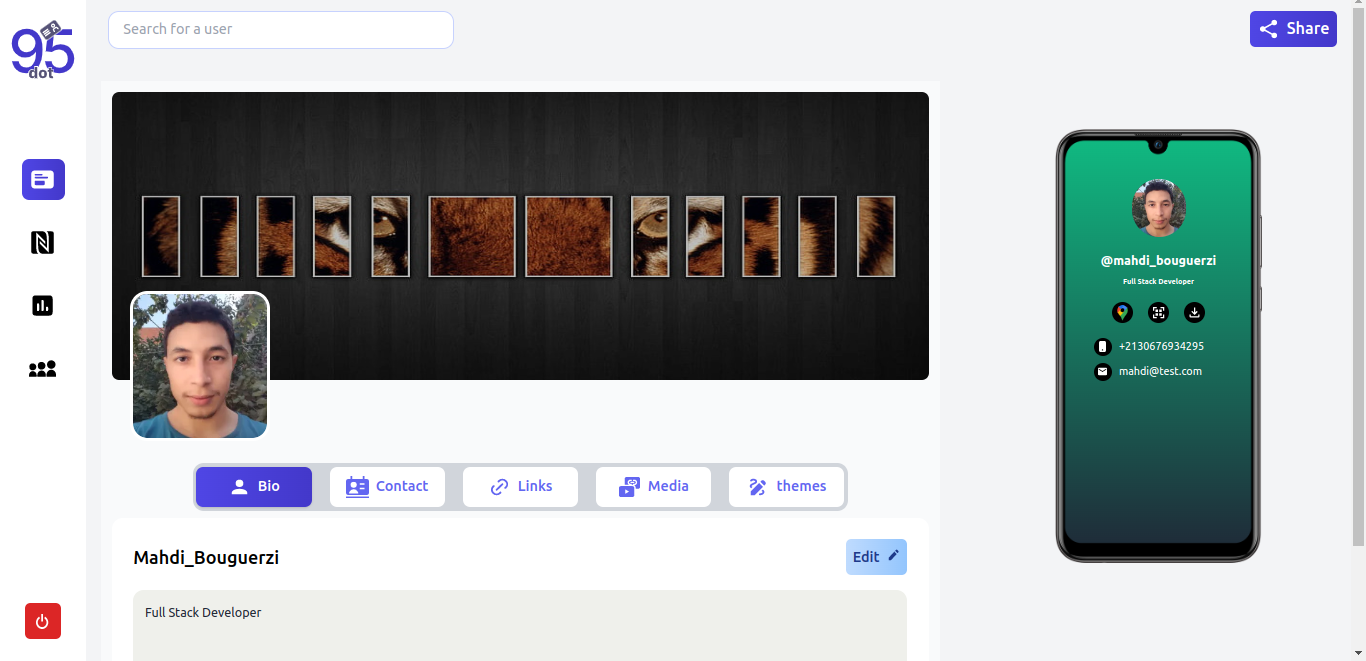 95
dot
Search for a user
Share
Bio
Contact
Links
Media
themes
Mahdi_Bouguerzi
Edit
Full Stack Developer
@mahdi_bouguerzi
Full Stack Developer
+2130676934295
mahdi@test.com